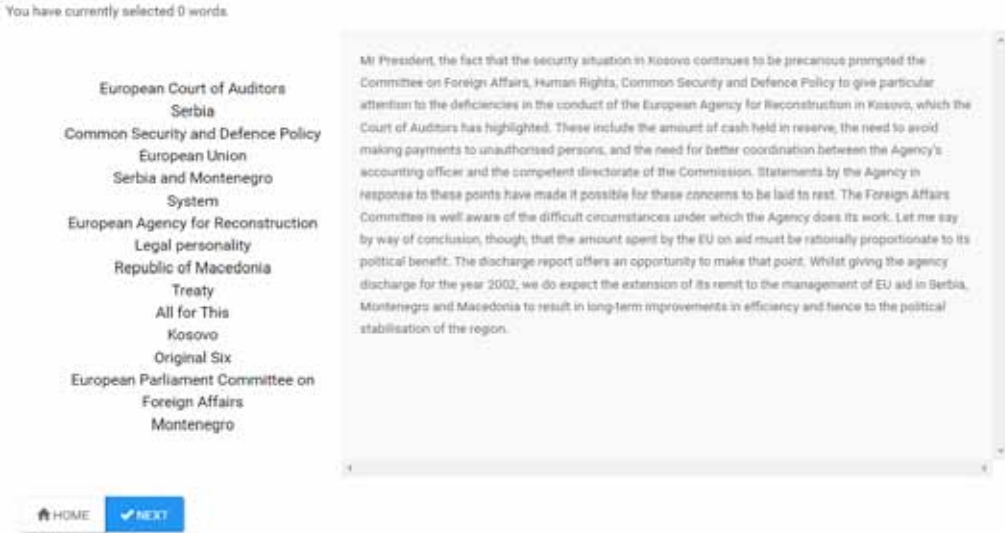 You have currently selected 0 words.
European Court of Auditors
Serbia
Common Security and Defence Policy
European Union
Serbia and Montenegro
System
European Agency for Reconstruction
Legal personality
Republic of Macedonia
Treaty
All for This
Kosovo
Original Six
European Parliament Committee on
Foreign Affairs
Montenegro
Mr President, the fact that the security situation in Kosovo continues to be precarious prompted the
Committee on Foreign Affairs, Human Rights, Common Security and Defence Policy to give particular
attention to the deficiencies in the conduct of the European Agency for Reconstruction in Kosovo, which the
Court of Auditors has highlighted. These include the amount of cash held in reserve, the need to avoid
making payments to unauthorised persons, and the need for better coordination between the Agency's
accounting officer and the competent directorate of the Commission. Statements by the Agency in
response to these points have made it possible for these concerns to be laid to rest. The Foreign Affairs
Committee is well aware of the difficult circumstances under which the Agency does its work. Let me say
by way of conclusion, though, that the amount spent by the EU on aid must be rationally proportionate to its
political benefit. The discharge report offers an opportunity to make that point. Whilst giving the agency
discharge for the year 2002, we do expect the extension of its remit to the management of EU aid in Serbia,
Montenegro and Macedonia to result in long-term improvements in efficiency and hence to the political
stabilisation of the region.
HOME
NEXT